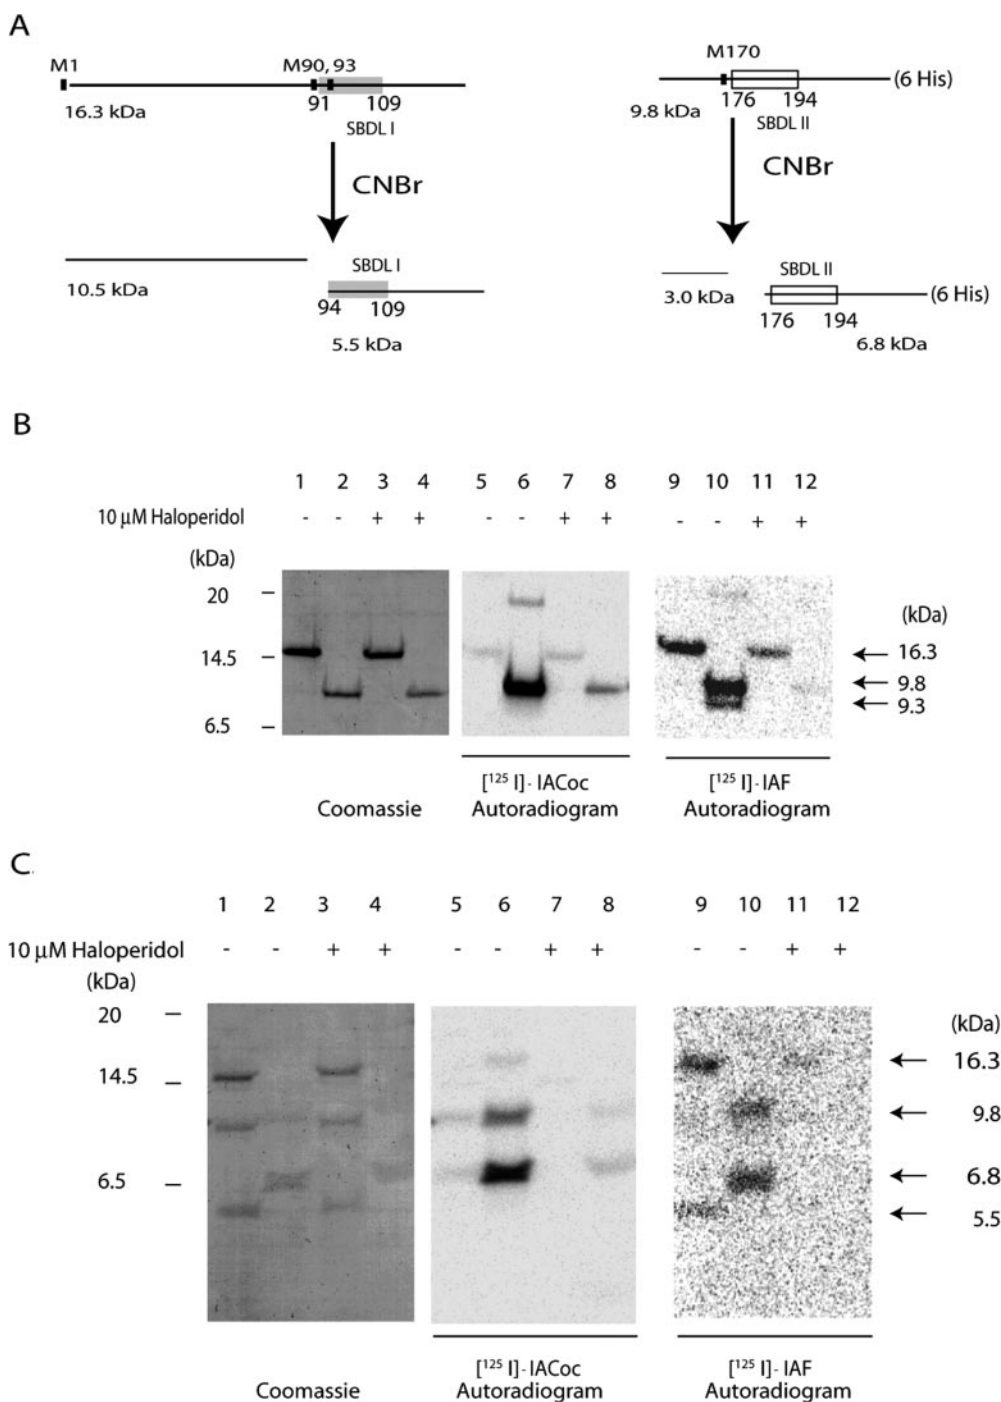 A
M1 M90, 93 M170
(6 His)
91 109 176 194
16.3 kDa 9.8 kDa
SBDL I SBDL II
CNBr CNBr
SBDL I SBDL II
10.5 kDa 3.0 kDa (6 His)
94 109 176 194
5.5 kDa 6.8 kDa
B
1 2 3 4 5 6 7 8 9 10 11 12
10 µM Haloperidol - - + + - - + + - - + +
(kDa)
20 –
14.5 –
6.5 –
(kDa)
16.3
9.8
9.3
Coomassie
[¹²⁵ I]- IACoc
Autoradiogram
[¹²⁵ I]- IAF
Autoradiogram
C.
1 2 3 4 5 6 7 8 9 10 11 12
10 µM Haloperidol - - + + - - + + - - + +
(kDa)
20 –
14.5 –
6.5 –
(kDa)
16.3
9.8
6.8
5.5
Coomassie
[¹²⁵ I]- IACoc
Autoradiogram
[¹²⁵ I]- IAF
Autoradiogram